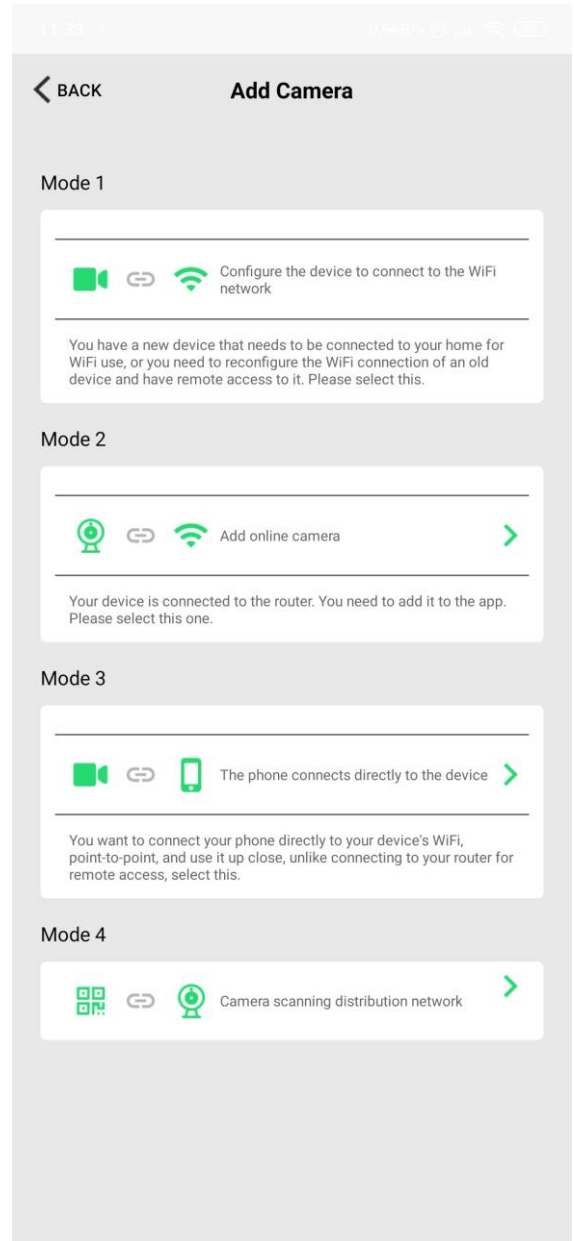 11:33
BACK
Add Camera
Mode 1
Configure the device to connect to the WiFi
network
You have a new device that needs to be connected to your home for
WiFi use, or you need to reconfigure the WiFi connection of an old
device and have remote access to it. Please select this.
Mode 2
Add online camera
Your device is connected to the router. You need to add it to the app.
Please select this one.
Mode 3
The phone connects directly to the device
You want to connect your phone directly to your device's WiFi,
point-to-point, and use it up close, unlike connecting to your router for
remote access, select this.
Mode 4
Camera scanning distribution network